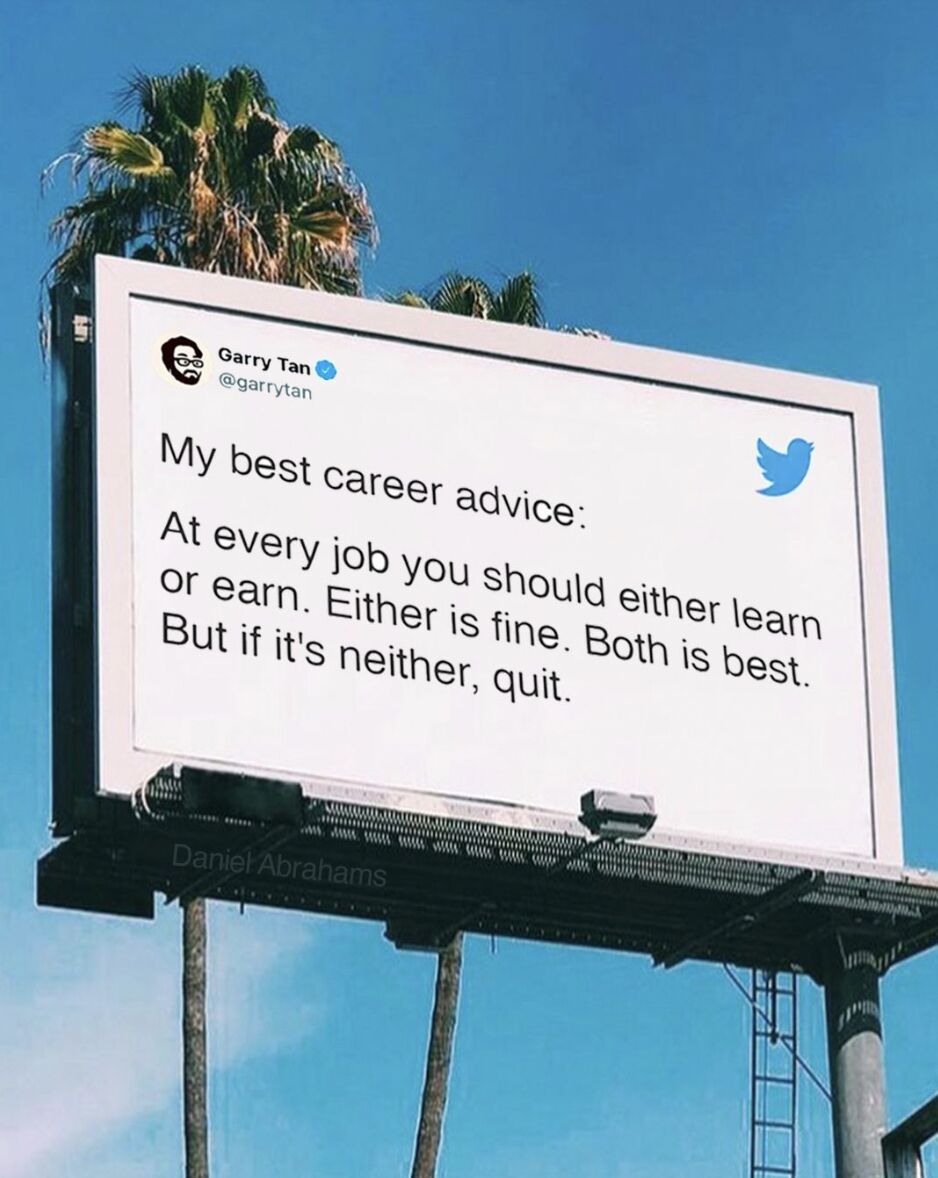 Garry Tan
@garrytan
My best career advice:
At every job you should either learn
or earn. Either is fine. Both is best.
But if it's neither, quit.
Daniel Abrahams